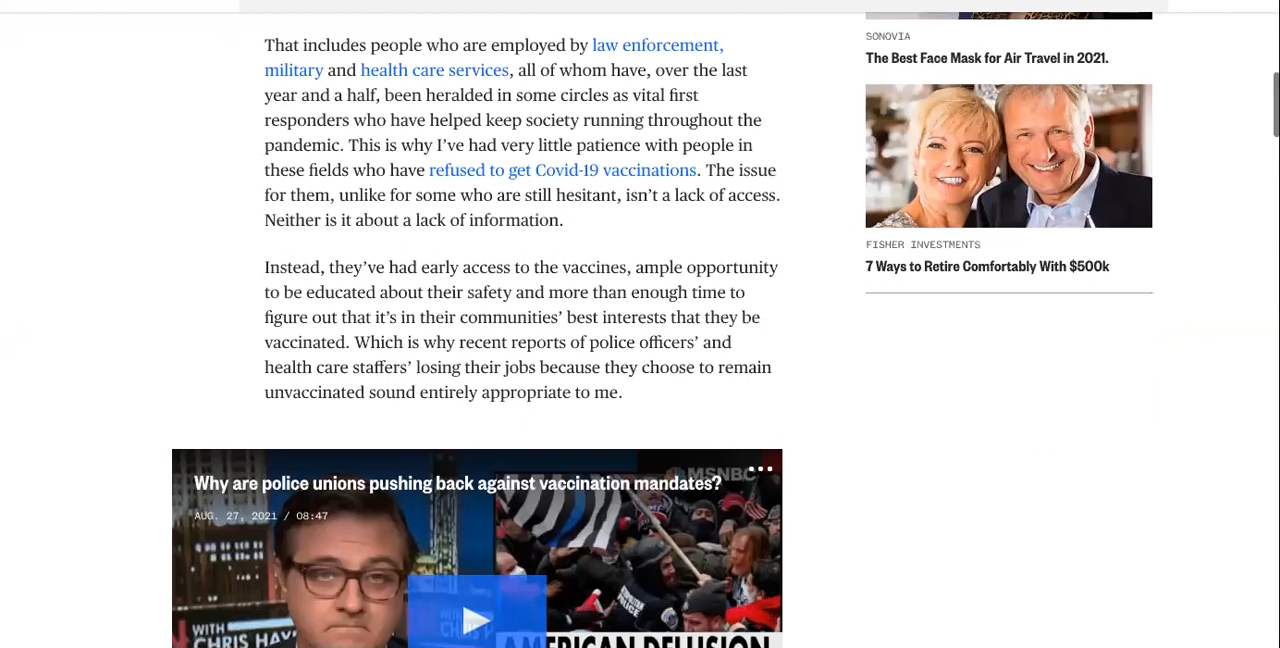 That includes people who are employed by law enforcement,
military and health care services, all of whom have, over the last
year and a half, been heralded in some circles as vital first
responders who have helped keep society running throughout the
pandemic. This is why I've had very little patience with people in
these fields who have refused to get Covid-19 vaccinations. The issue
for them, unlike for some who are still hesitant, isn't a lack of access.
Neither is it about a lack of information.
Instead, they've had early access to the vaccines, ample opportunity
to be educated about their safety and more than enough time to
figure out that it's in their communities' best interests that they be
vaccinated. Which is why recent reports of police officers' and
health care staffers' losing their jobs because they choose to remain
unvaccinated sound entirely appropriate to me.
Why are police unions pushing back against vaccination mandates?
AUG. 27, 2021 / 08:47
MSNBC
POLICE
WITH
CHRIS HAY
AMERICAN DELUSION
SONOVIA
The Best Face Mask for Air Travel in 2021.
FISHER INVESTMENTS
7 Ways to Retire Comfortably With $500k